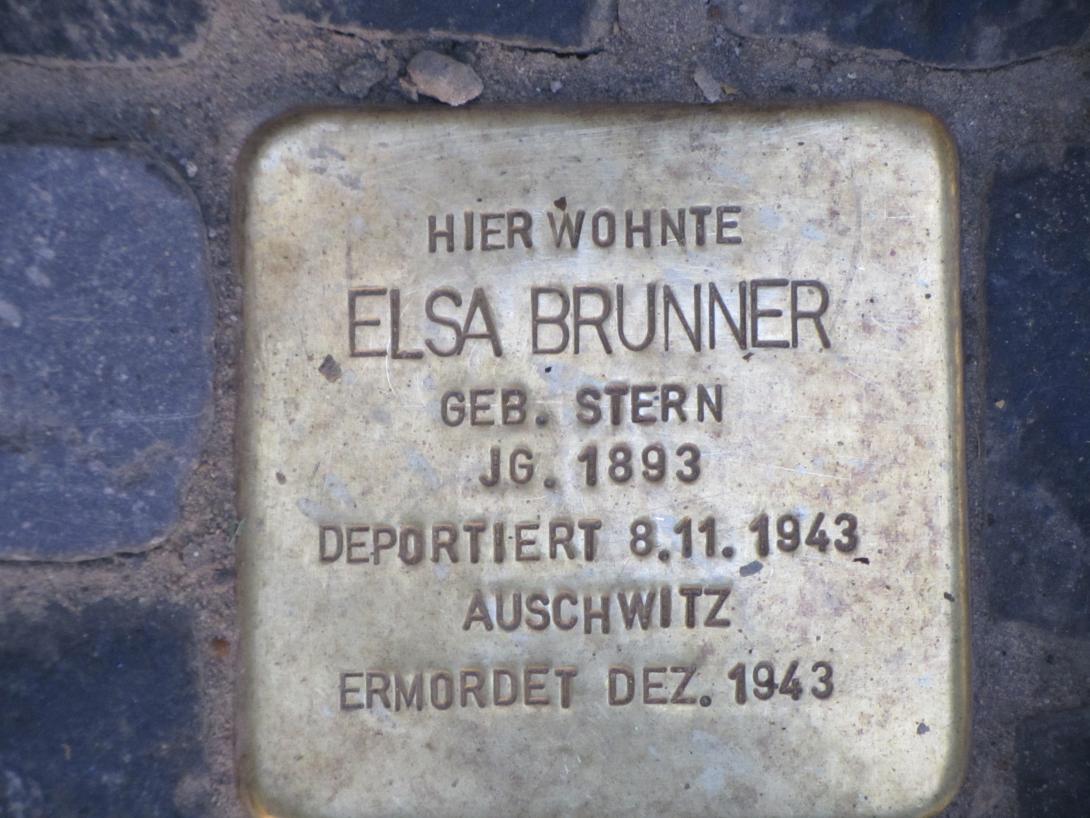 HIER WOHNTE
ELSA BRUNNER
GEB. STERN
JG. 1893
DEPORTIERT 8.11.1943
AUSCHWITZ
ERMORDET DEZ. 1943